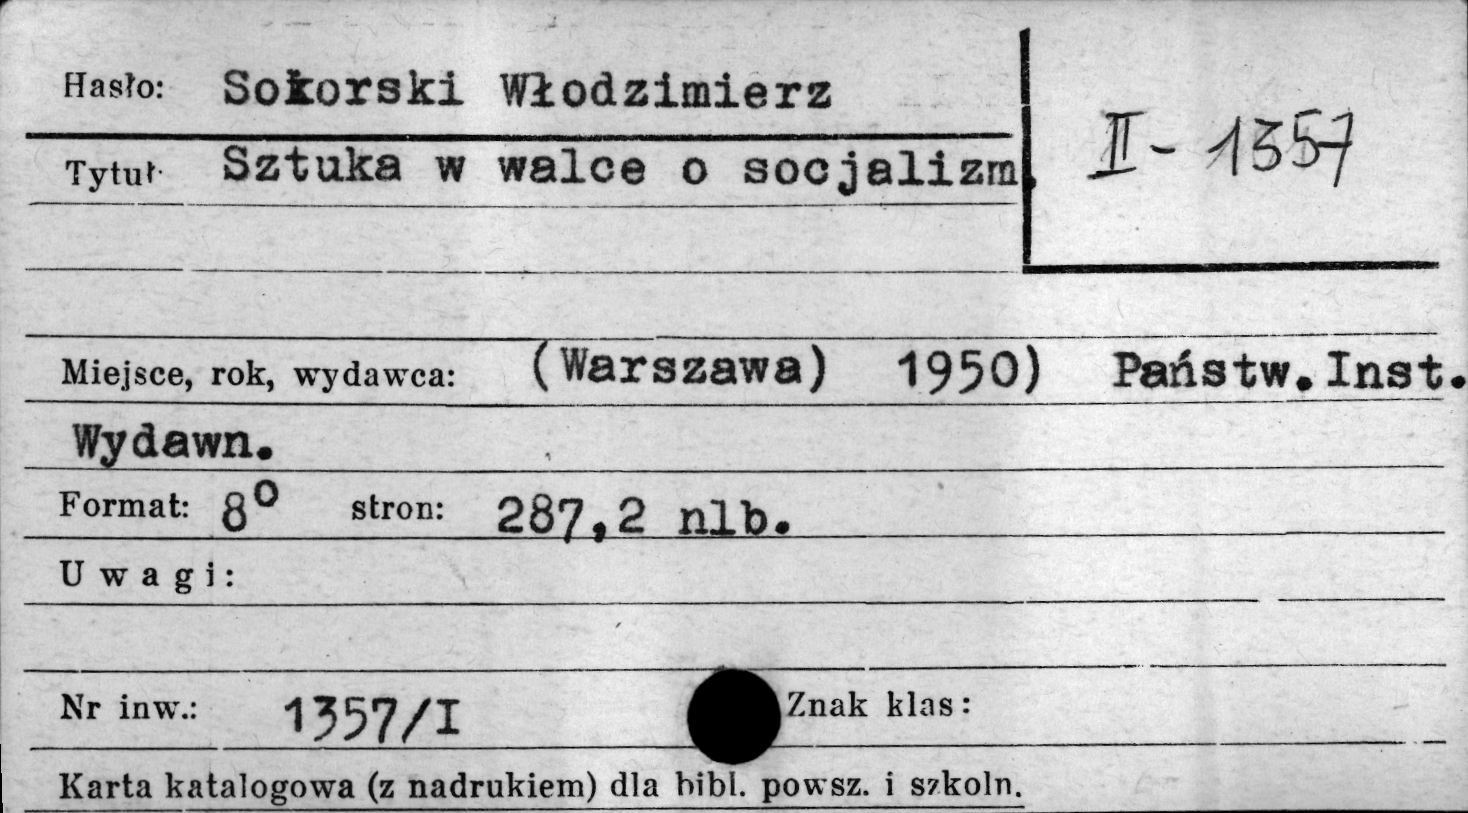 Hasło: Sokorski Włodzimierz
II - 1357
Tytuł· Sztuka w walce o socjalizm.
Miejsce, rok, wydawca: (Warszawa) 1950) Państw. Inst.
Wydawn.
Format: 8° stron: 287,2 nlb.
Uwagi:
Nr inw.: 1357/I Znak klas:
Karta katalogowa (z nadrukiem) dla bibl. powsz. i szkoln.